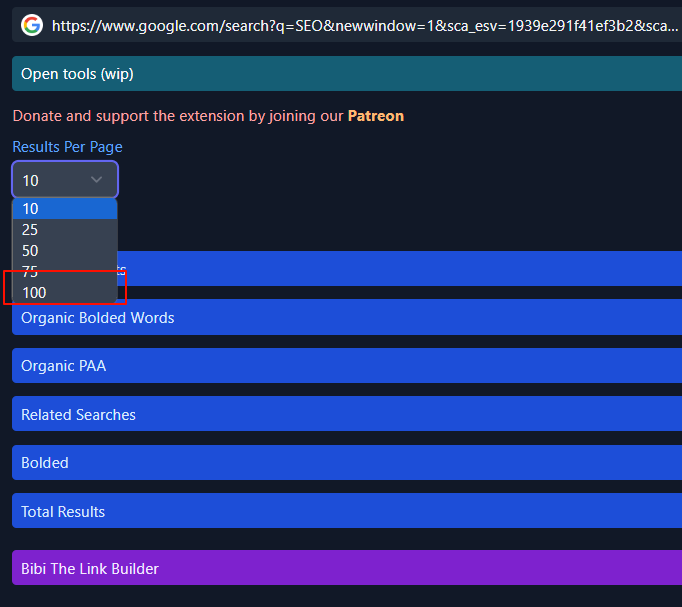 https://www.google.com/search?q=SEO&newwindow=1&sca_esv=1939e291f41ef3b2&sca...
Open tools (wip)
Donate and support the extension by joining our Patreon
Results Per Page
10
10
25
50
75
100
Organic Bolded Words
Organic PAA
Related Searches
Bolded
Total Results
Bibi The Link Builder